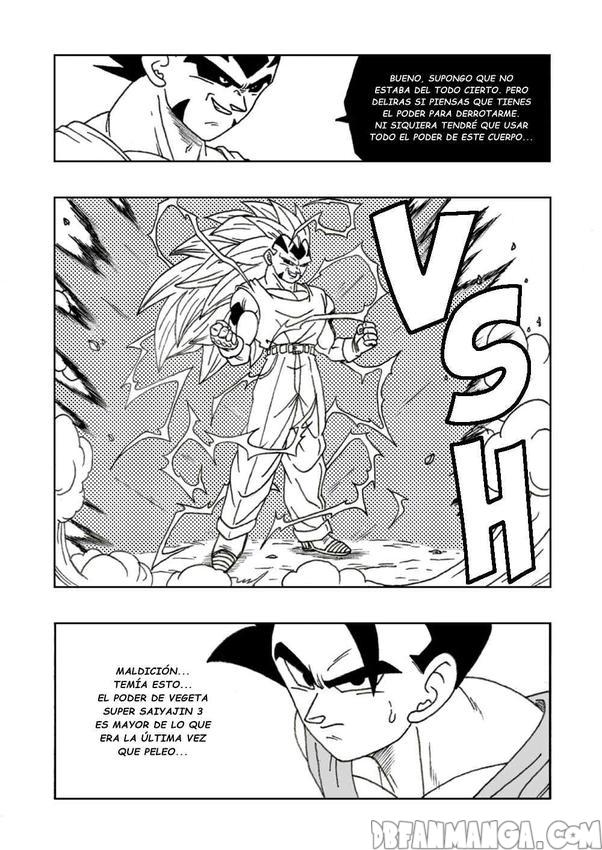 BUENO, SUPONGO QUE NO
ESTABA DEL TODO CIERTO. PERO
DELIRAS SI PIENSAS QUE TIENES
EL PODER PARA DERROTARME.
NI SIQUIERA TENDRÉ QUE USAR
TODO EL PODER DE ESTE CUERPO...
VSH
MALDICIÓN...
TEMÍA ESTO...
EL PODER DE VEGETA
SUPER SAIYAJIN 3
ES MAYOR DE LO QUE
ERA LA ÚLTIMA VEZ
QUE PELEO...
DBFANMANGA.COM